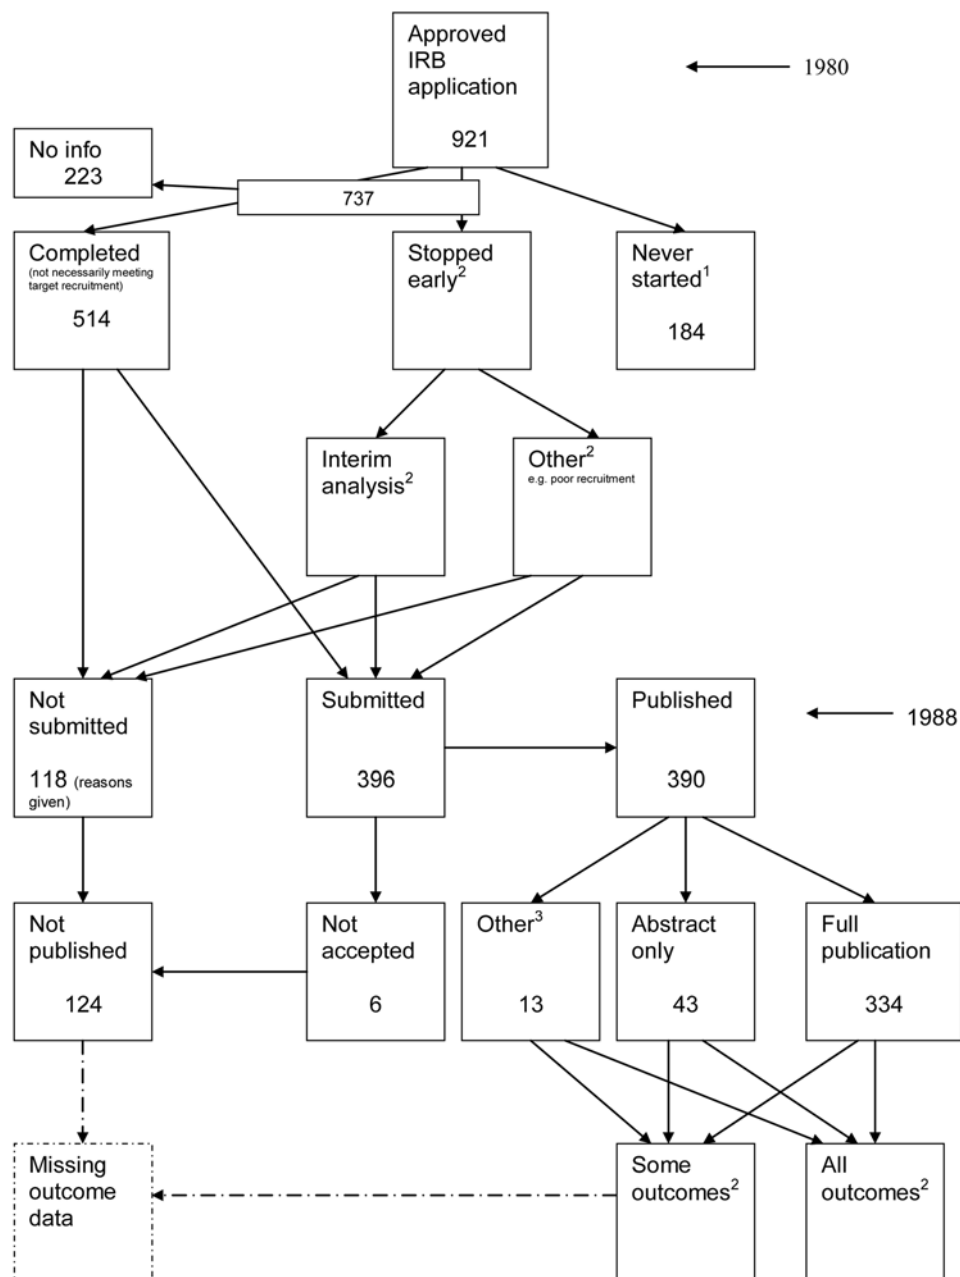 Approved
IRB
application
921
1980
No info
223
737
Completed
(not necessarily meeting
target recruitment)
514
Stopped
early²
Never
started¹
184
Interim
analysis²
Other²
e.g. poor recruitment
Not
submitted
118 (reasons
given)
Submitted
396
Published
390
1988
Not
published
124
Not
accepted
6
Other³
13
Abstract
only
43
Full
publication
334
Missing
outcome
data
Some
outcomes²
All
outcomes²